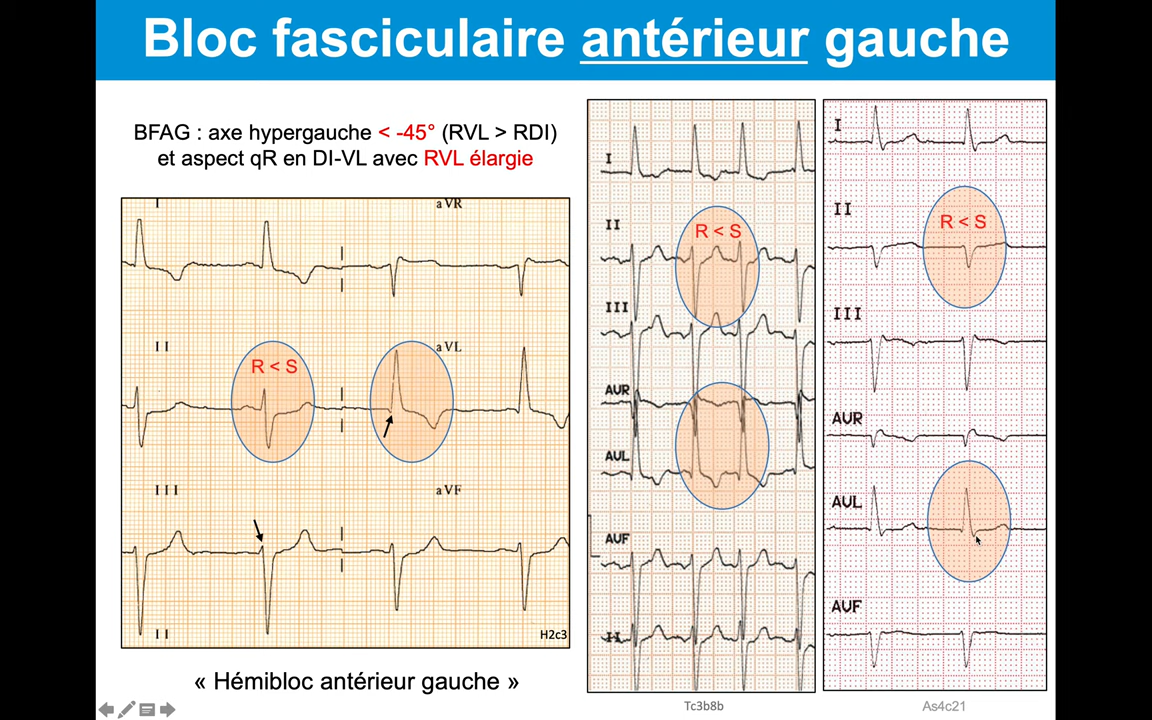 Bloc fasciculaire antérieur gauche
BFAG : axe hypergauche < -45° (RVL > RDI)
et aspect qR en DI-VL avec RVL élargie
I
aVR
II
aVL
R < S
III
aVF
II
H2c3
« Hémibloc antérieur gauche »
I
II
R < S
III
AUR
AUL
AUF
II
Tc3b8b
I
II
R < S
III
AUR
AUL
AUF
As4c21